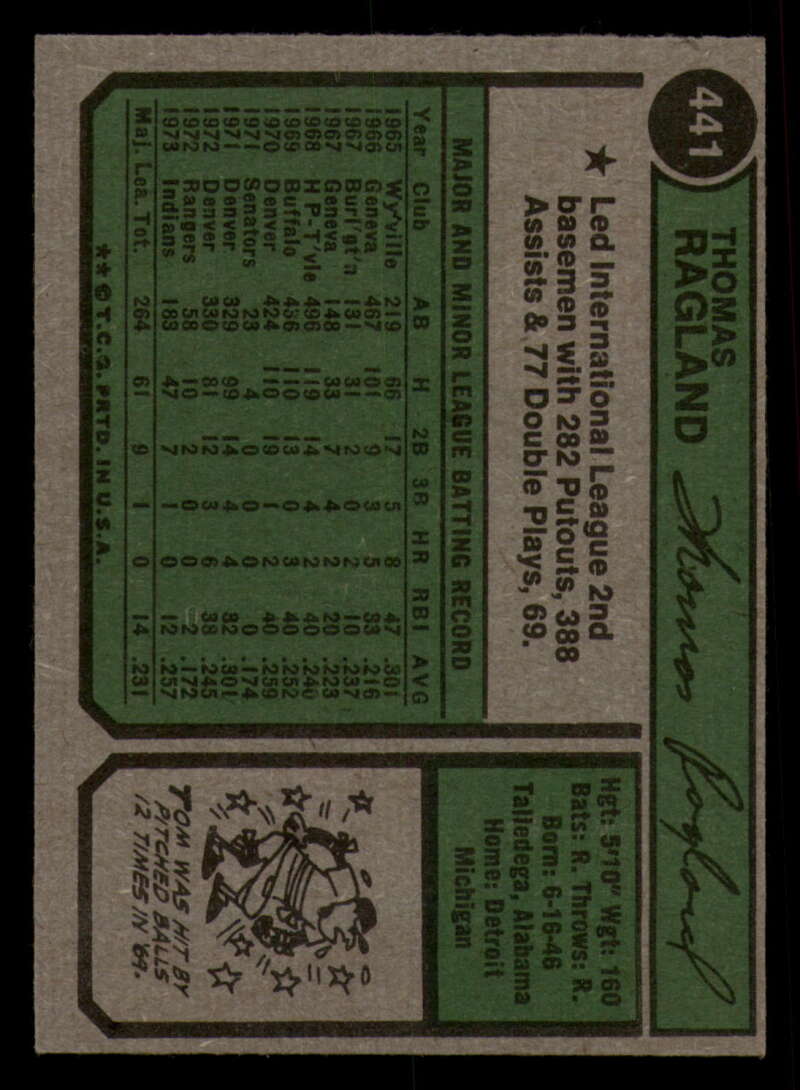 441
THOMAS
RAGLAND
Thomas Ragland
★ Led International League 2nd
basemen with 282 Putouts, 388
Assists & 77 Double Plays, 69.
MAJOR AND MINOR LEAGUE BATTING RECORD
Year Club AB H 2B 3B HR RBI AVG
1965 Wy'ville 219 66 17 5 8 47 .301
1966 Geneva 467 101 9 3 5 33 .216
1967 Burl'gt'n 131 31 2 0 2 10 .237
1967 Geneva 148 33 7 4 2 20 .223
1968 H P-T'vle 496 119 14 4 2 40 .240
1969 Buffalo 436 110 13 0 3 40 .252
1970 Denver 424 110 19 1 2 40 .259
1971 Senators 23 4 0 0 0 0 .174
1971 Denver 329 99 14 4 4 32 .301
1972 Denver 330 81 12 3 6 38 .245
1972 Rangers 58 10 2 0 0 2 .172
1973 Indians 183 47 7 1 0 12 .257
Maj. Lea. Tot. 264 61 9 1 0 14 .231
**©T.C.G. PRTD. IN U.S.A.
Hgt: 5'10" Wgt: 160
Bats: R. Throws: R.
Born: 6-16-46
Talledega, Alabama
Home: Detroit
Michigan
TOM WAS HIT BY
PITCHED BALLS
12 TIMES IN '69.